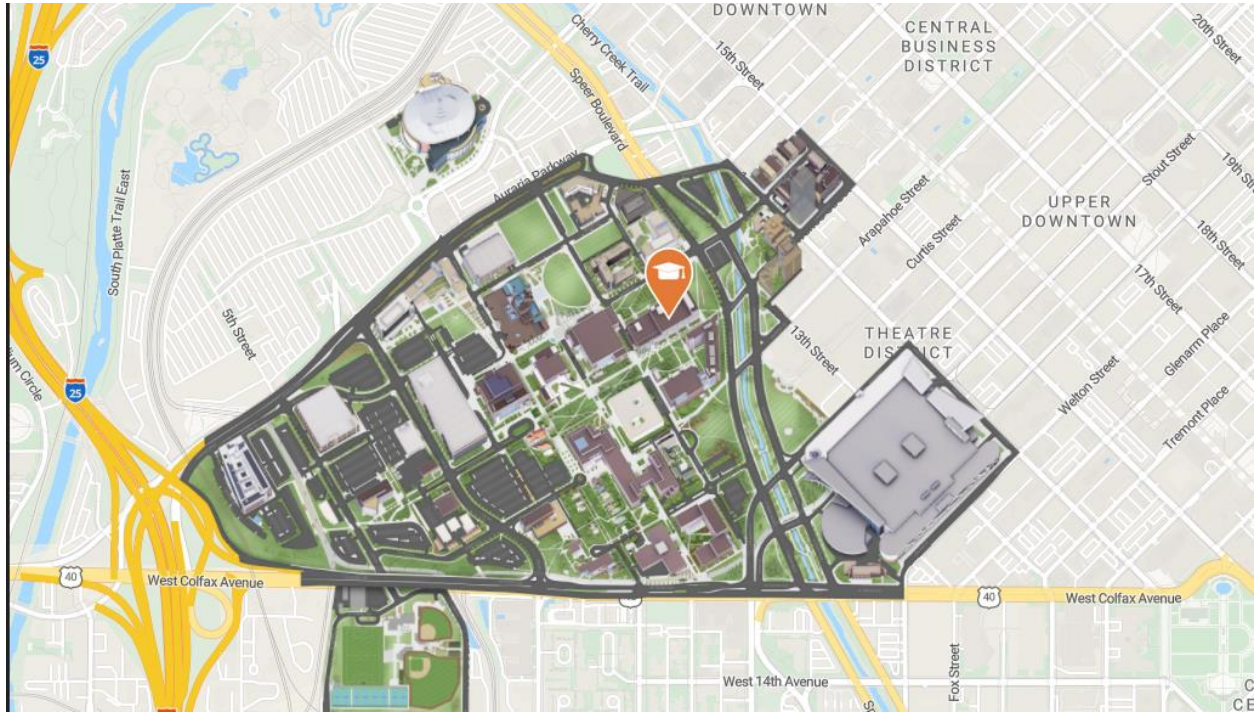 DOWNTOWN
CENTRAL
BUSINESS
DISTRICT
20th Street
Cherry Creek Trail
15th Street
25
Speer Boulevard
Stout Street
19th St
Auraria Parkway
Arapahoe Street
UPPER
DOWNTOWN
18th Street
South Platte Trail East
Curtis Street
17th Street
5th Street
13th Street
THEATRE
DISTRICT
Glenarm Place
25
Welton Street
Tremont Place
40
West Colfax Avenue
40
West Colfax Avenue
West 14th Avenue
Fox Street